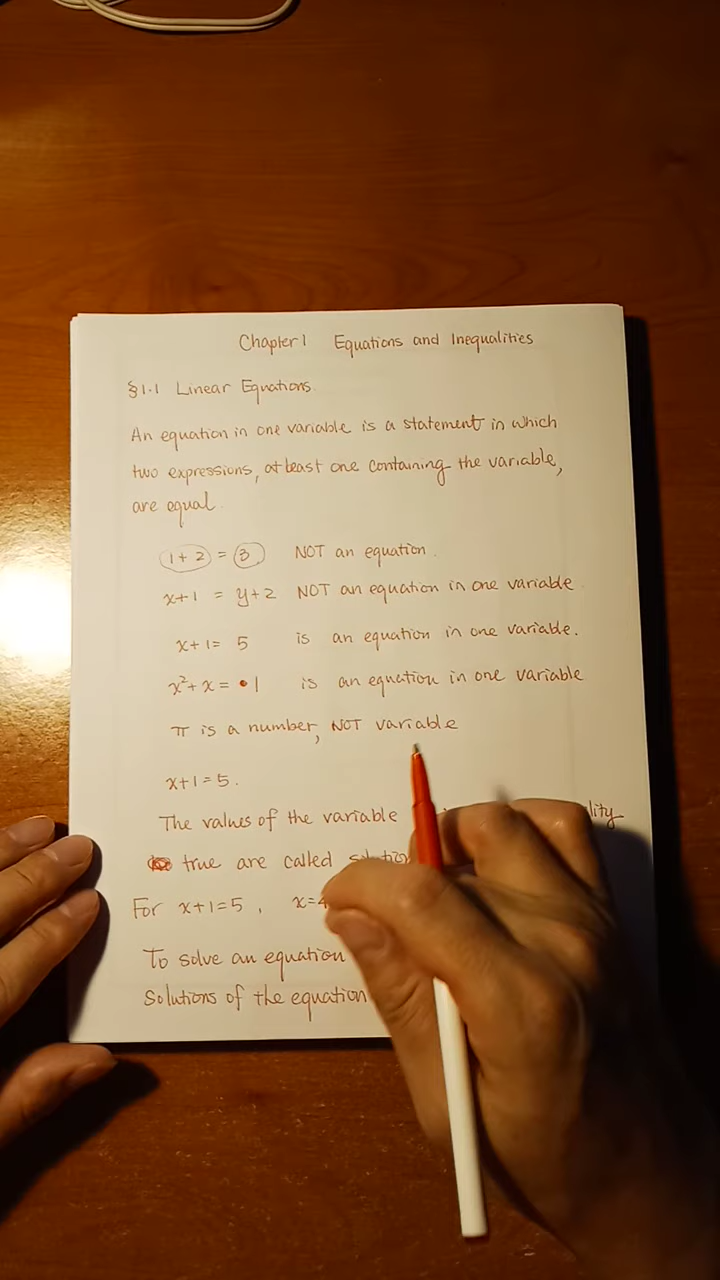 Chapter 1 Equations and Inequalities
§1.1 Linear Equations
An equation in one variable is a statement in which
two expressions, at least one containing the variable,
are equal.
1+2 = 3 NOT an equation.
x+1 = y+2 NOT an equation in one variable.
x+1= 5 is an equation in one variable.
x²+x= 1 is an equation in one variable
π is a number, NOT variable
x+1=5.
The values of the variable
true are called
For x+1=5, x=4
To solve an equation
Solutions of the equation